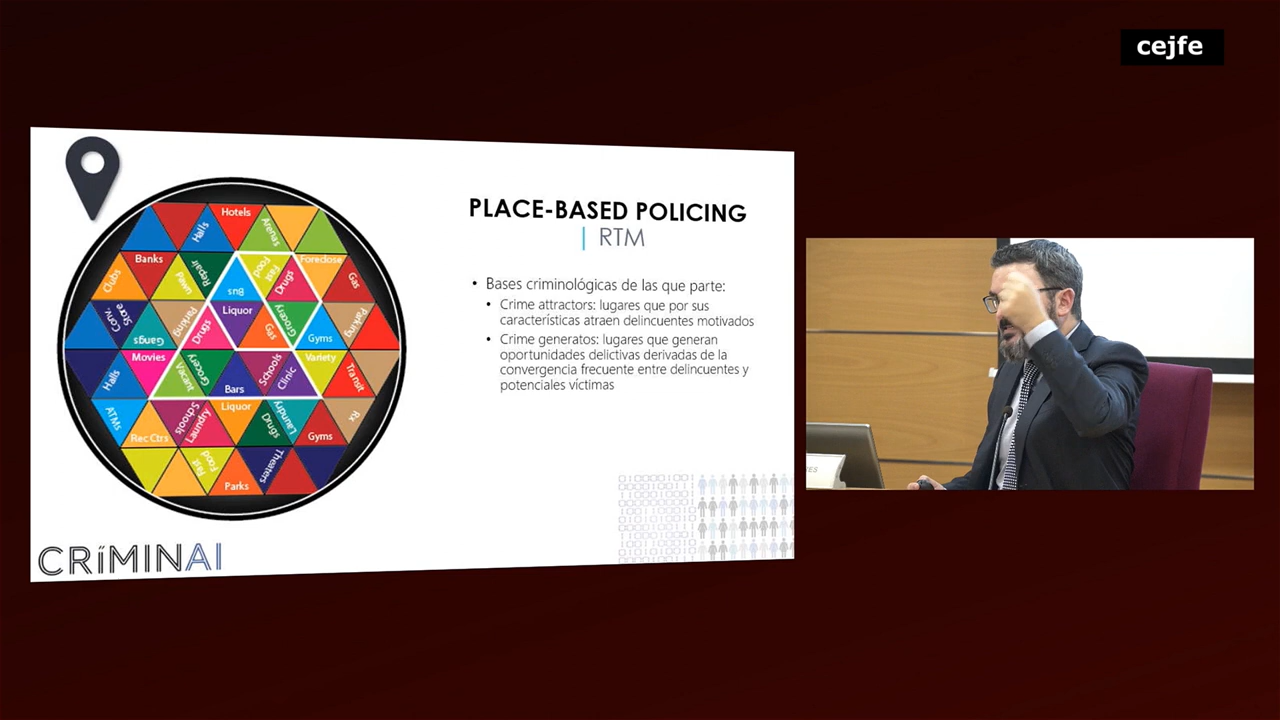 cejfe
PLACE-BASED POLICING
| RTM
• Bases criminológicas de las que parte:
• Crime attractors: lugares que por sus
características atraen delincuentes motivados
• Crime generatos: lugares que generan
oportunidades delictivas derivadas de la
convergencia frecuente entre delincuentes y
potenciales víctimas
Halls
Hotels
Arenas
Clubs
Banks
Pawn
Repair
Bus
Fast Food
Drugs
Foreclose
Gas
Conv. Store
Gangs
Parking
Drugs
Liquor
Gas
Grocery
Gyms
Parking
Halls
Movies
Vacant
Grocery
Bars
Schools
Clinic
Variety
Transit
ATMs
Rec Ctrs
Schools
Laundry
Liquor
Drugs
Laundry
Gyms
Rx
Fast Food
Parks
Theaters
CRíMINAI
RES